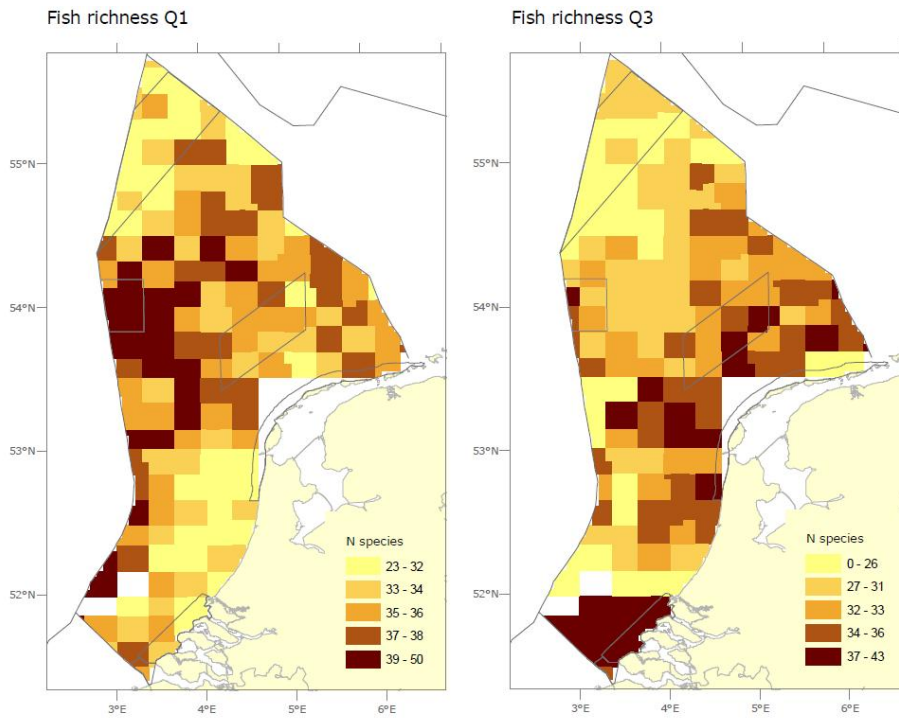 Fish richness Q1
55°N
54°N
53°N
52°N
3°E
4°E
5°E
6°E
N species
23 - 32
33 - 34
35 - 36
37 - 38
39 - 50
Fish richness Q3
55°N
54°N
53°N
52°N
3°E
4°E
5°E
6°E
N species
0 - 26
27 - 31
32 - 33
34 - 36
37 - 43